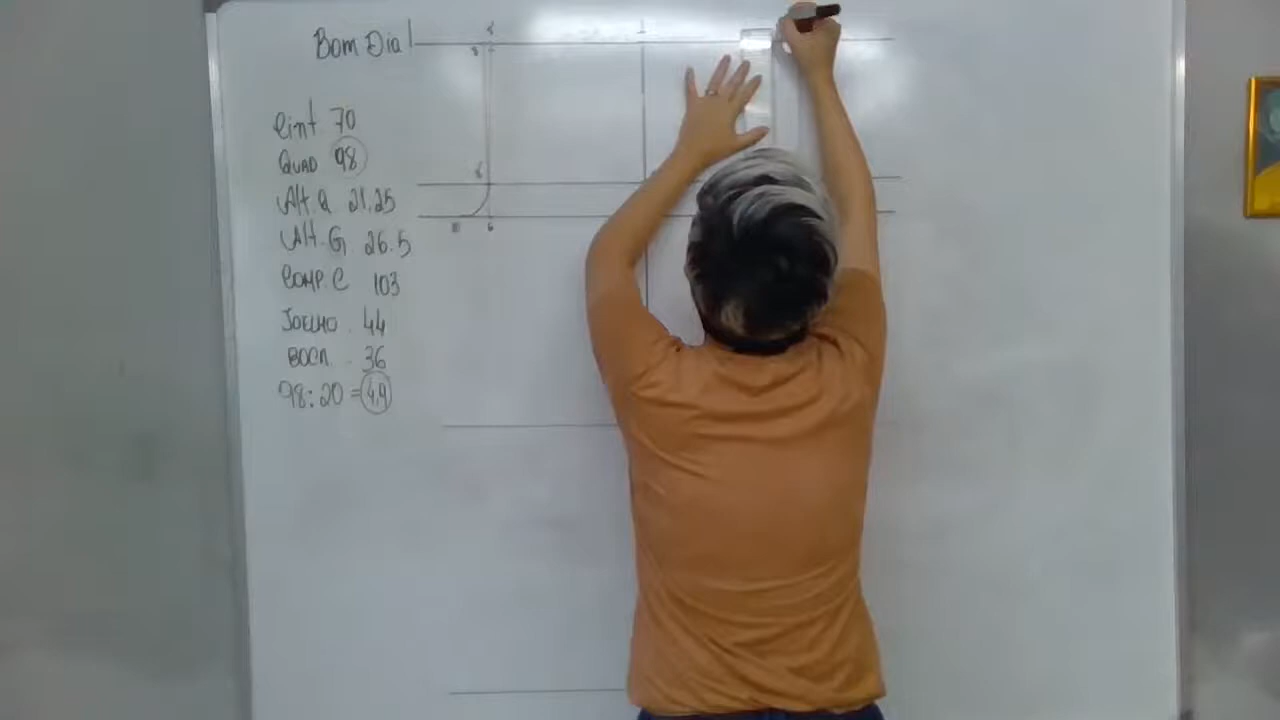 Bom Dia!
Cint 70
QUAD 98
Alt. Q 21.25
Alt. G 26.5
COMP. C 103
JOELHO. 44
BOCA. 36
98:20 = 4,9
6